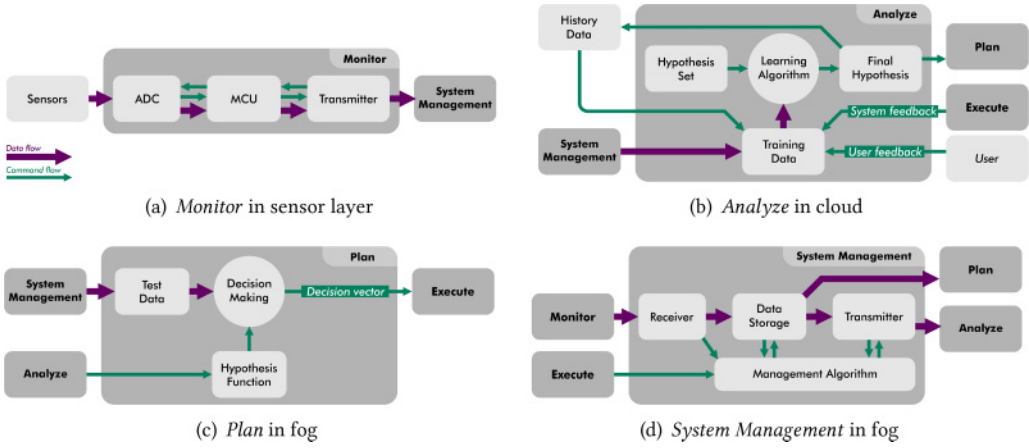 Monitor
Sensors
ADC
MCU
Transmitter
System
Management
Data flow
Command flow
(a) Monitor in sensor layer
History
Data
Analyze
Hypothesis
Set
Learning
Algorithm
Final
Hypothesis
Plan
Execute
System feedback
System
Management
Training
Data
User feedback
User
(b) Analyze in cloud
Plan
System
Management
Test
Data
Decision
Making
Decision vector
Execute
Analyze
Hypothesis
Function
(c) Plan in fog
System Management
Plan
Monitor
Receiver
Data
Storage
Transmitter
Analyze
Execute
Management Algorithm
(d) System Management in fog